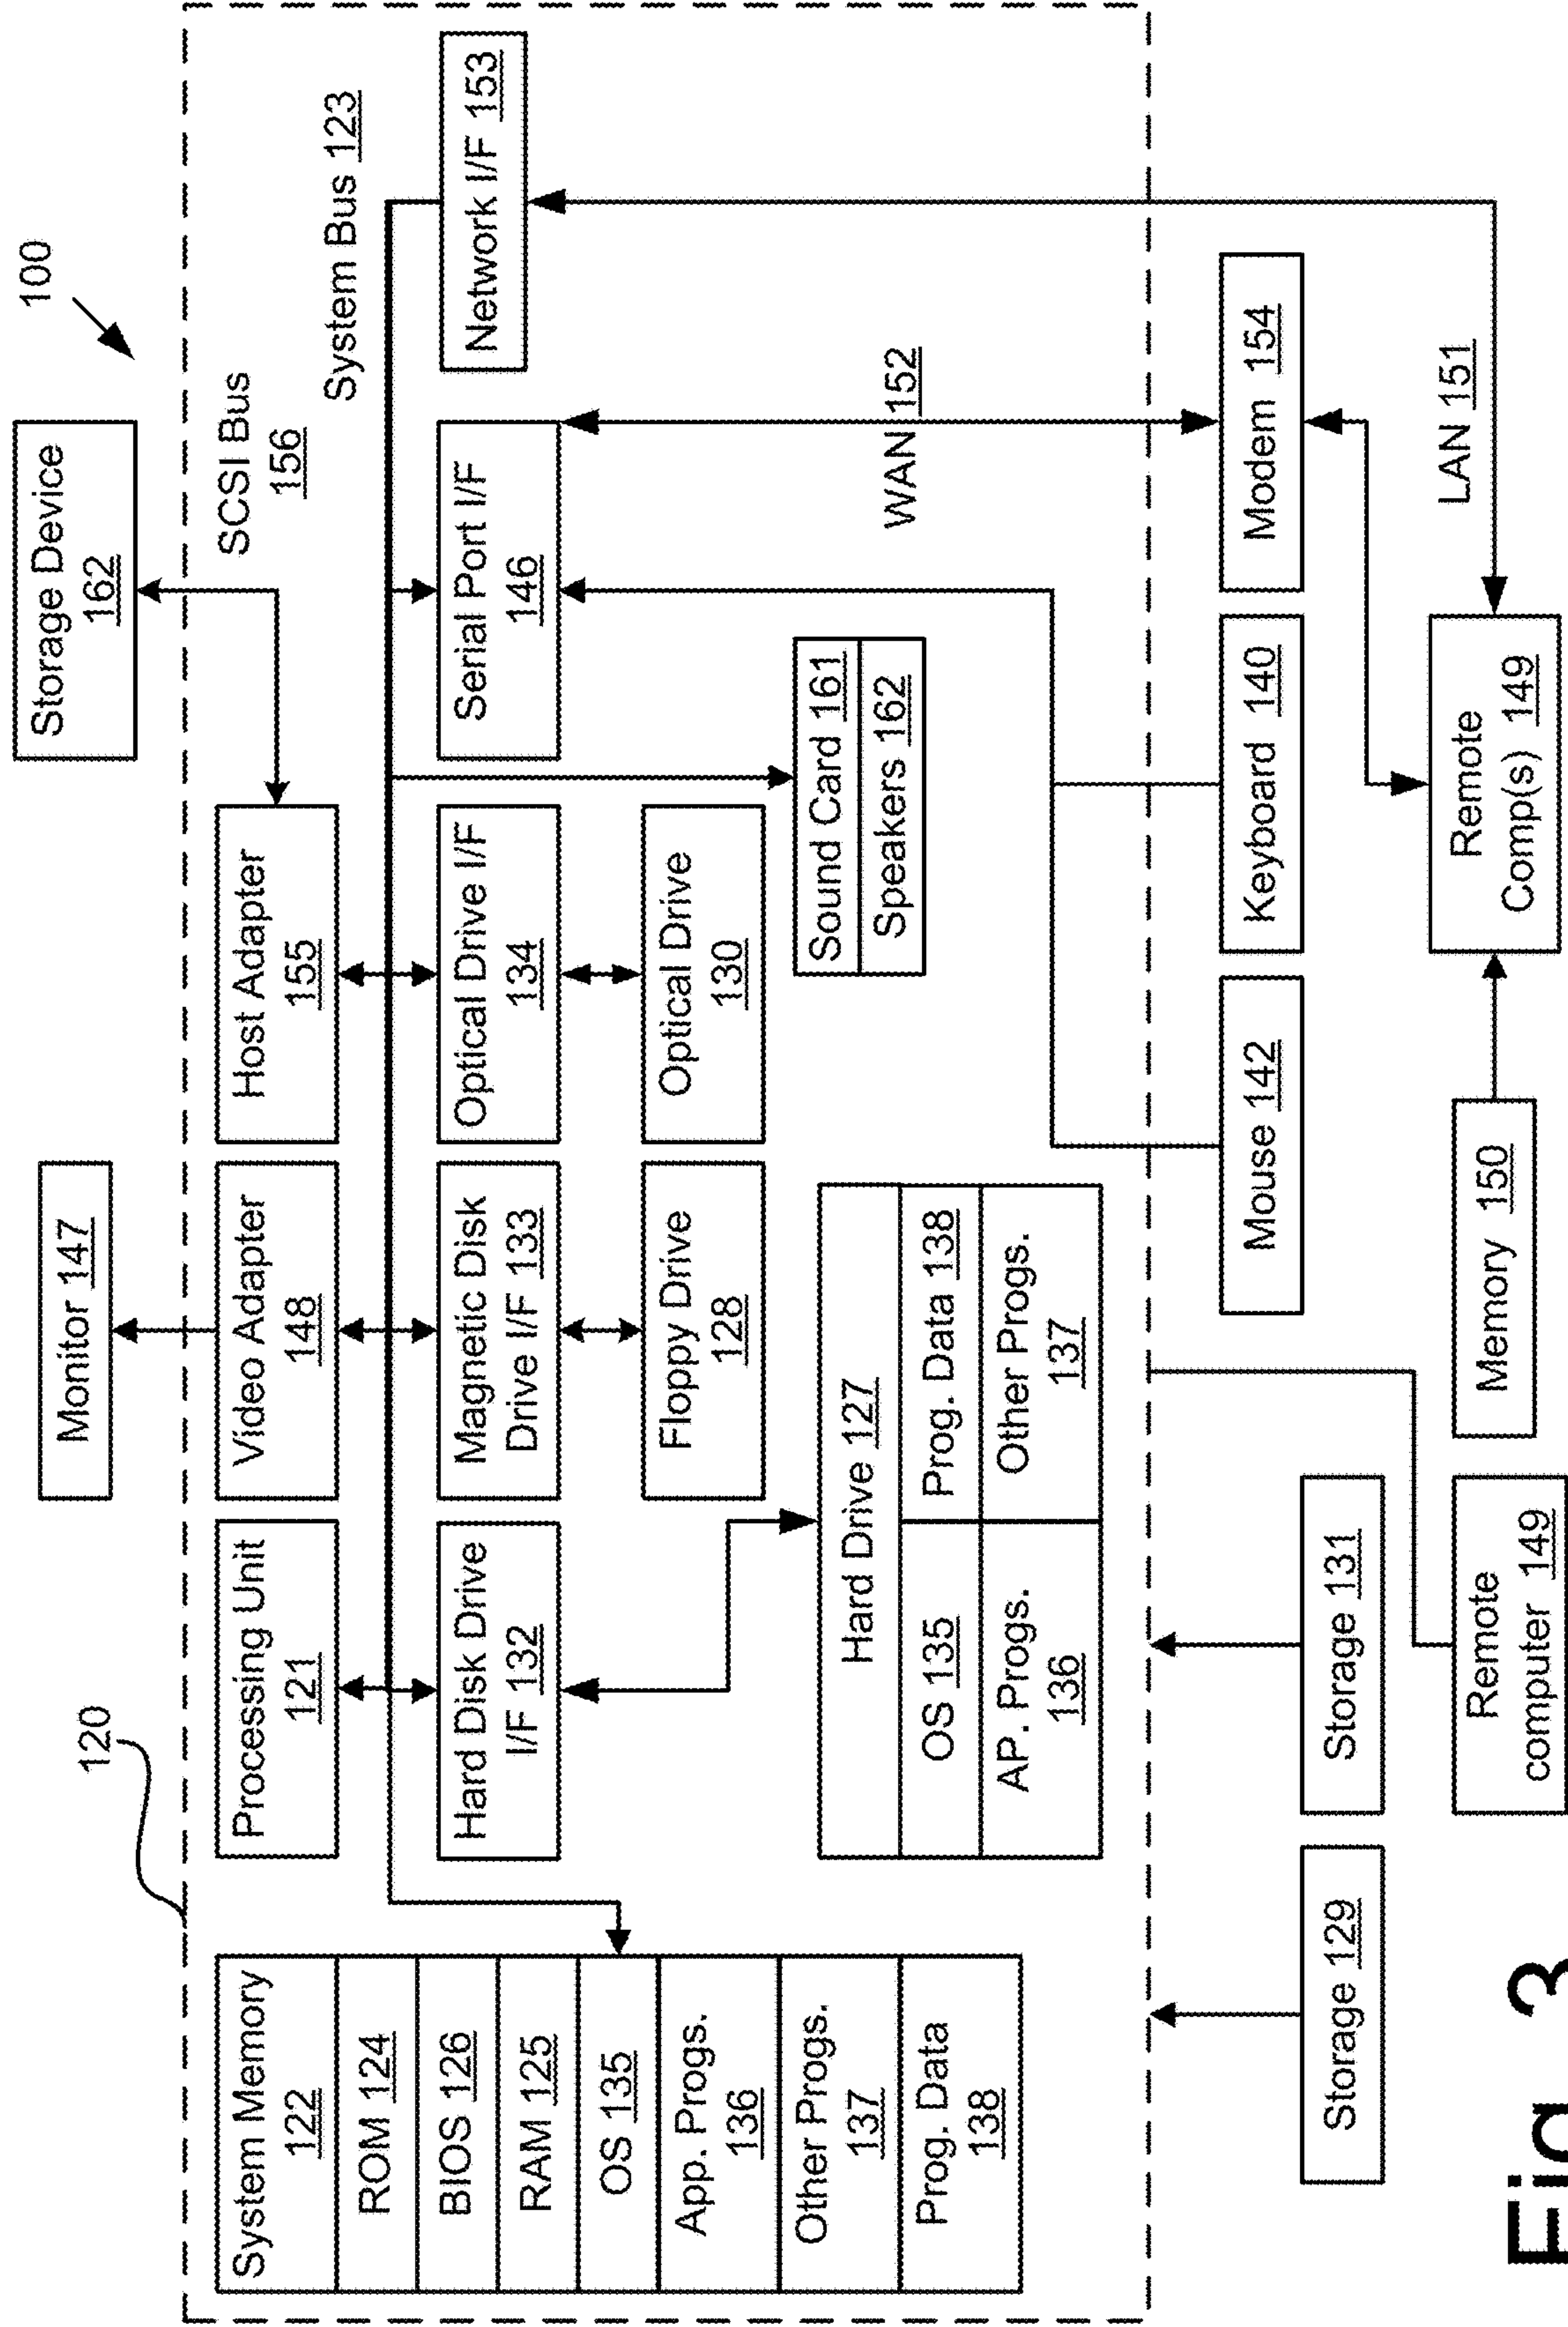 100
120
Monitor 147
Storage Device
162
System Memory
122
ROM 124
BIOS 126
RAM 125
OS 135
App. Progs.
136
Other Progs.
137
Prog. Data
138
Processing Unit
121
Video Adapter
148
Host Adapter
155
SCSI Bus
156
System Bus 123
Hard Disk Drive
I/F 132
Magnetic Disk
Drive I/F 133
Optical Drive I/F
134
Serial Port I/F
146
Network I/F 153
Floppy Drive
128
Optical Drive
130
Sound Card 161
Speakers 162
Hard Drive 127
OS 135
Prog. Data 138
AP. Progs.
136
Other Progs.
137
WAN 152
Storage 129
Storage 131
Mouse 142
Keyboard 140
Modem 154
Remote
computer 149
Memory 150
Remote
Comp(s) 149
LAN 151
Fig. 3